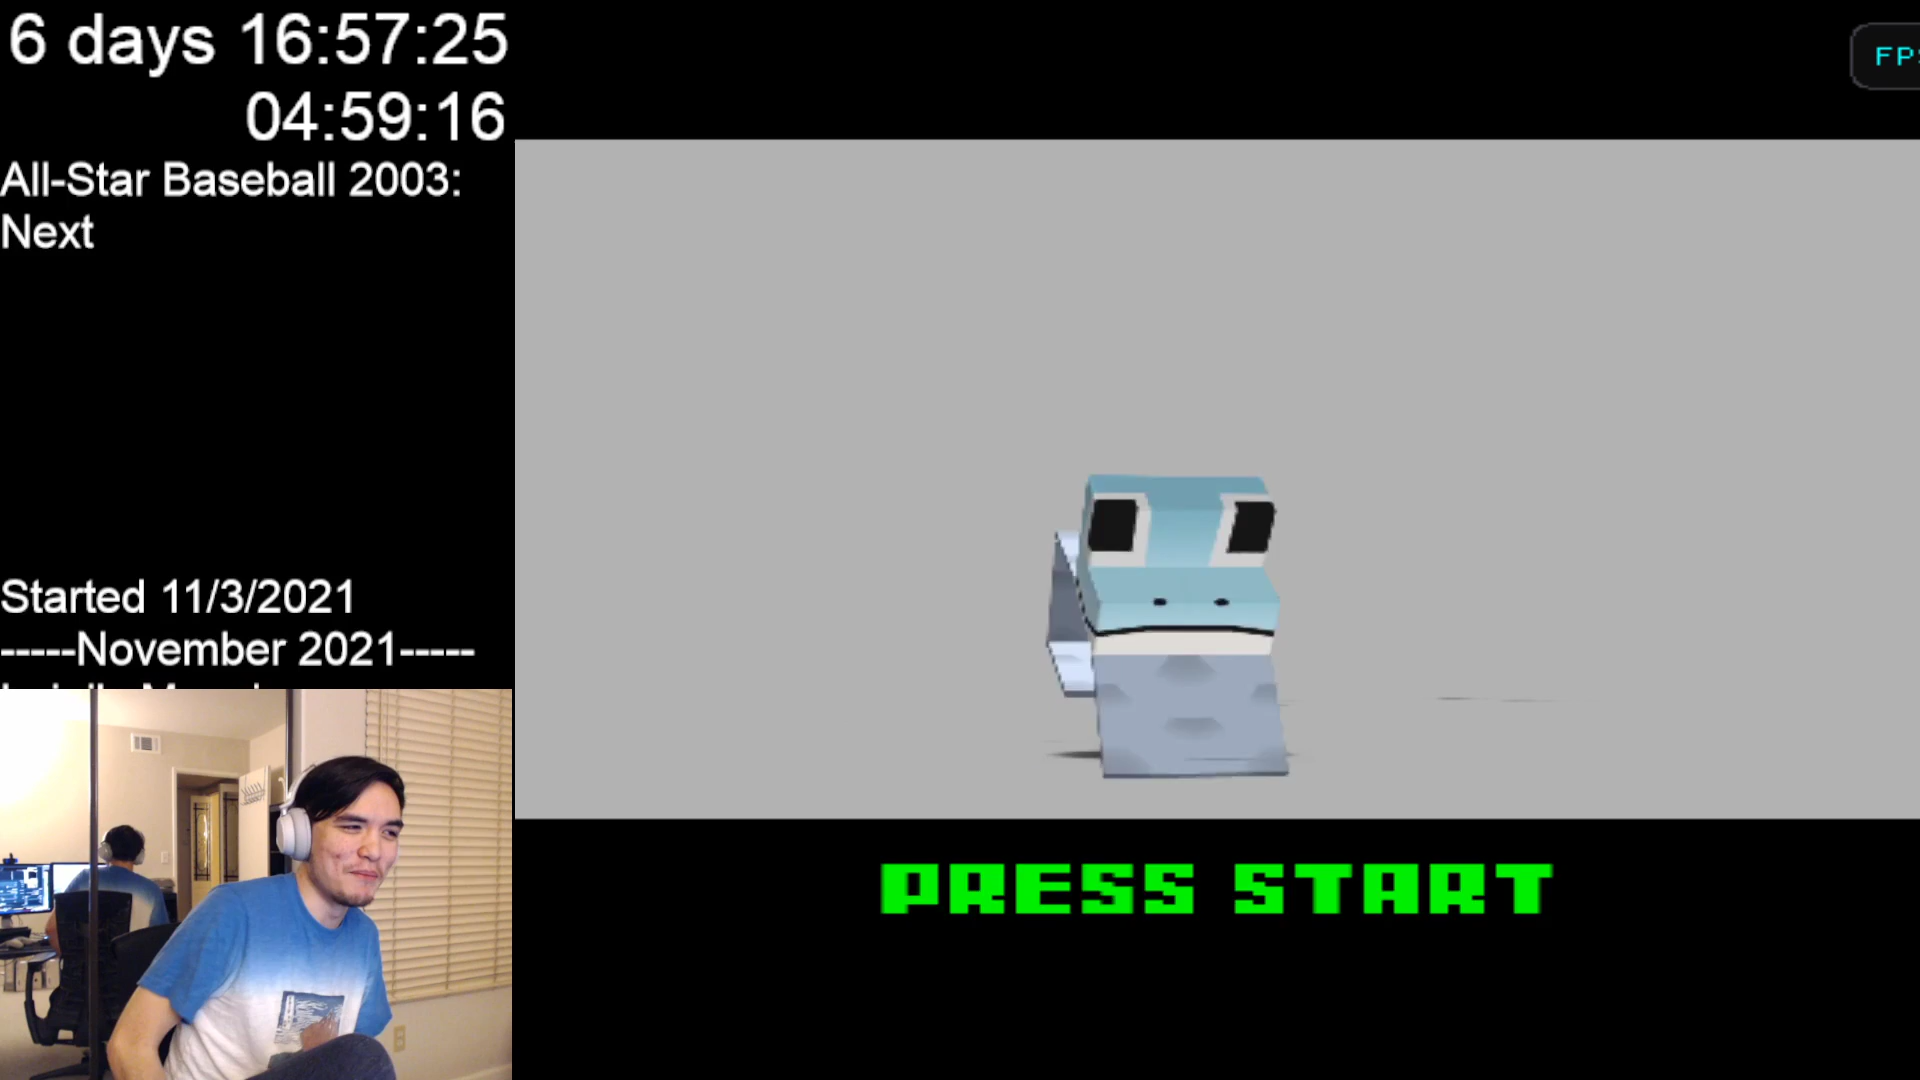 6 days 16:57:25
04:59:16
All-Star Baseball 2003:
Next
Started 11/3/2021
-----November 2021-----
FPS
PRESS START